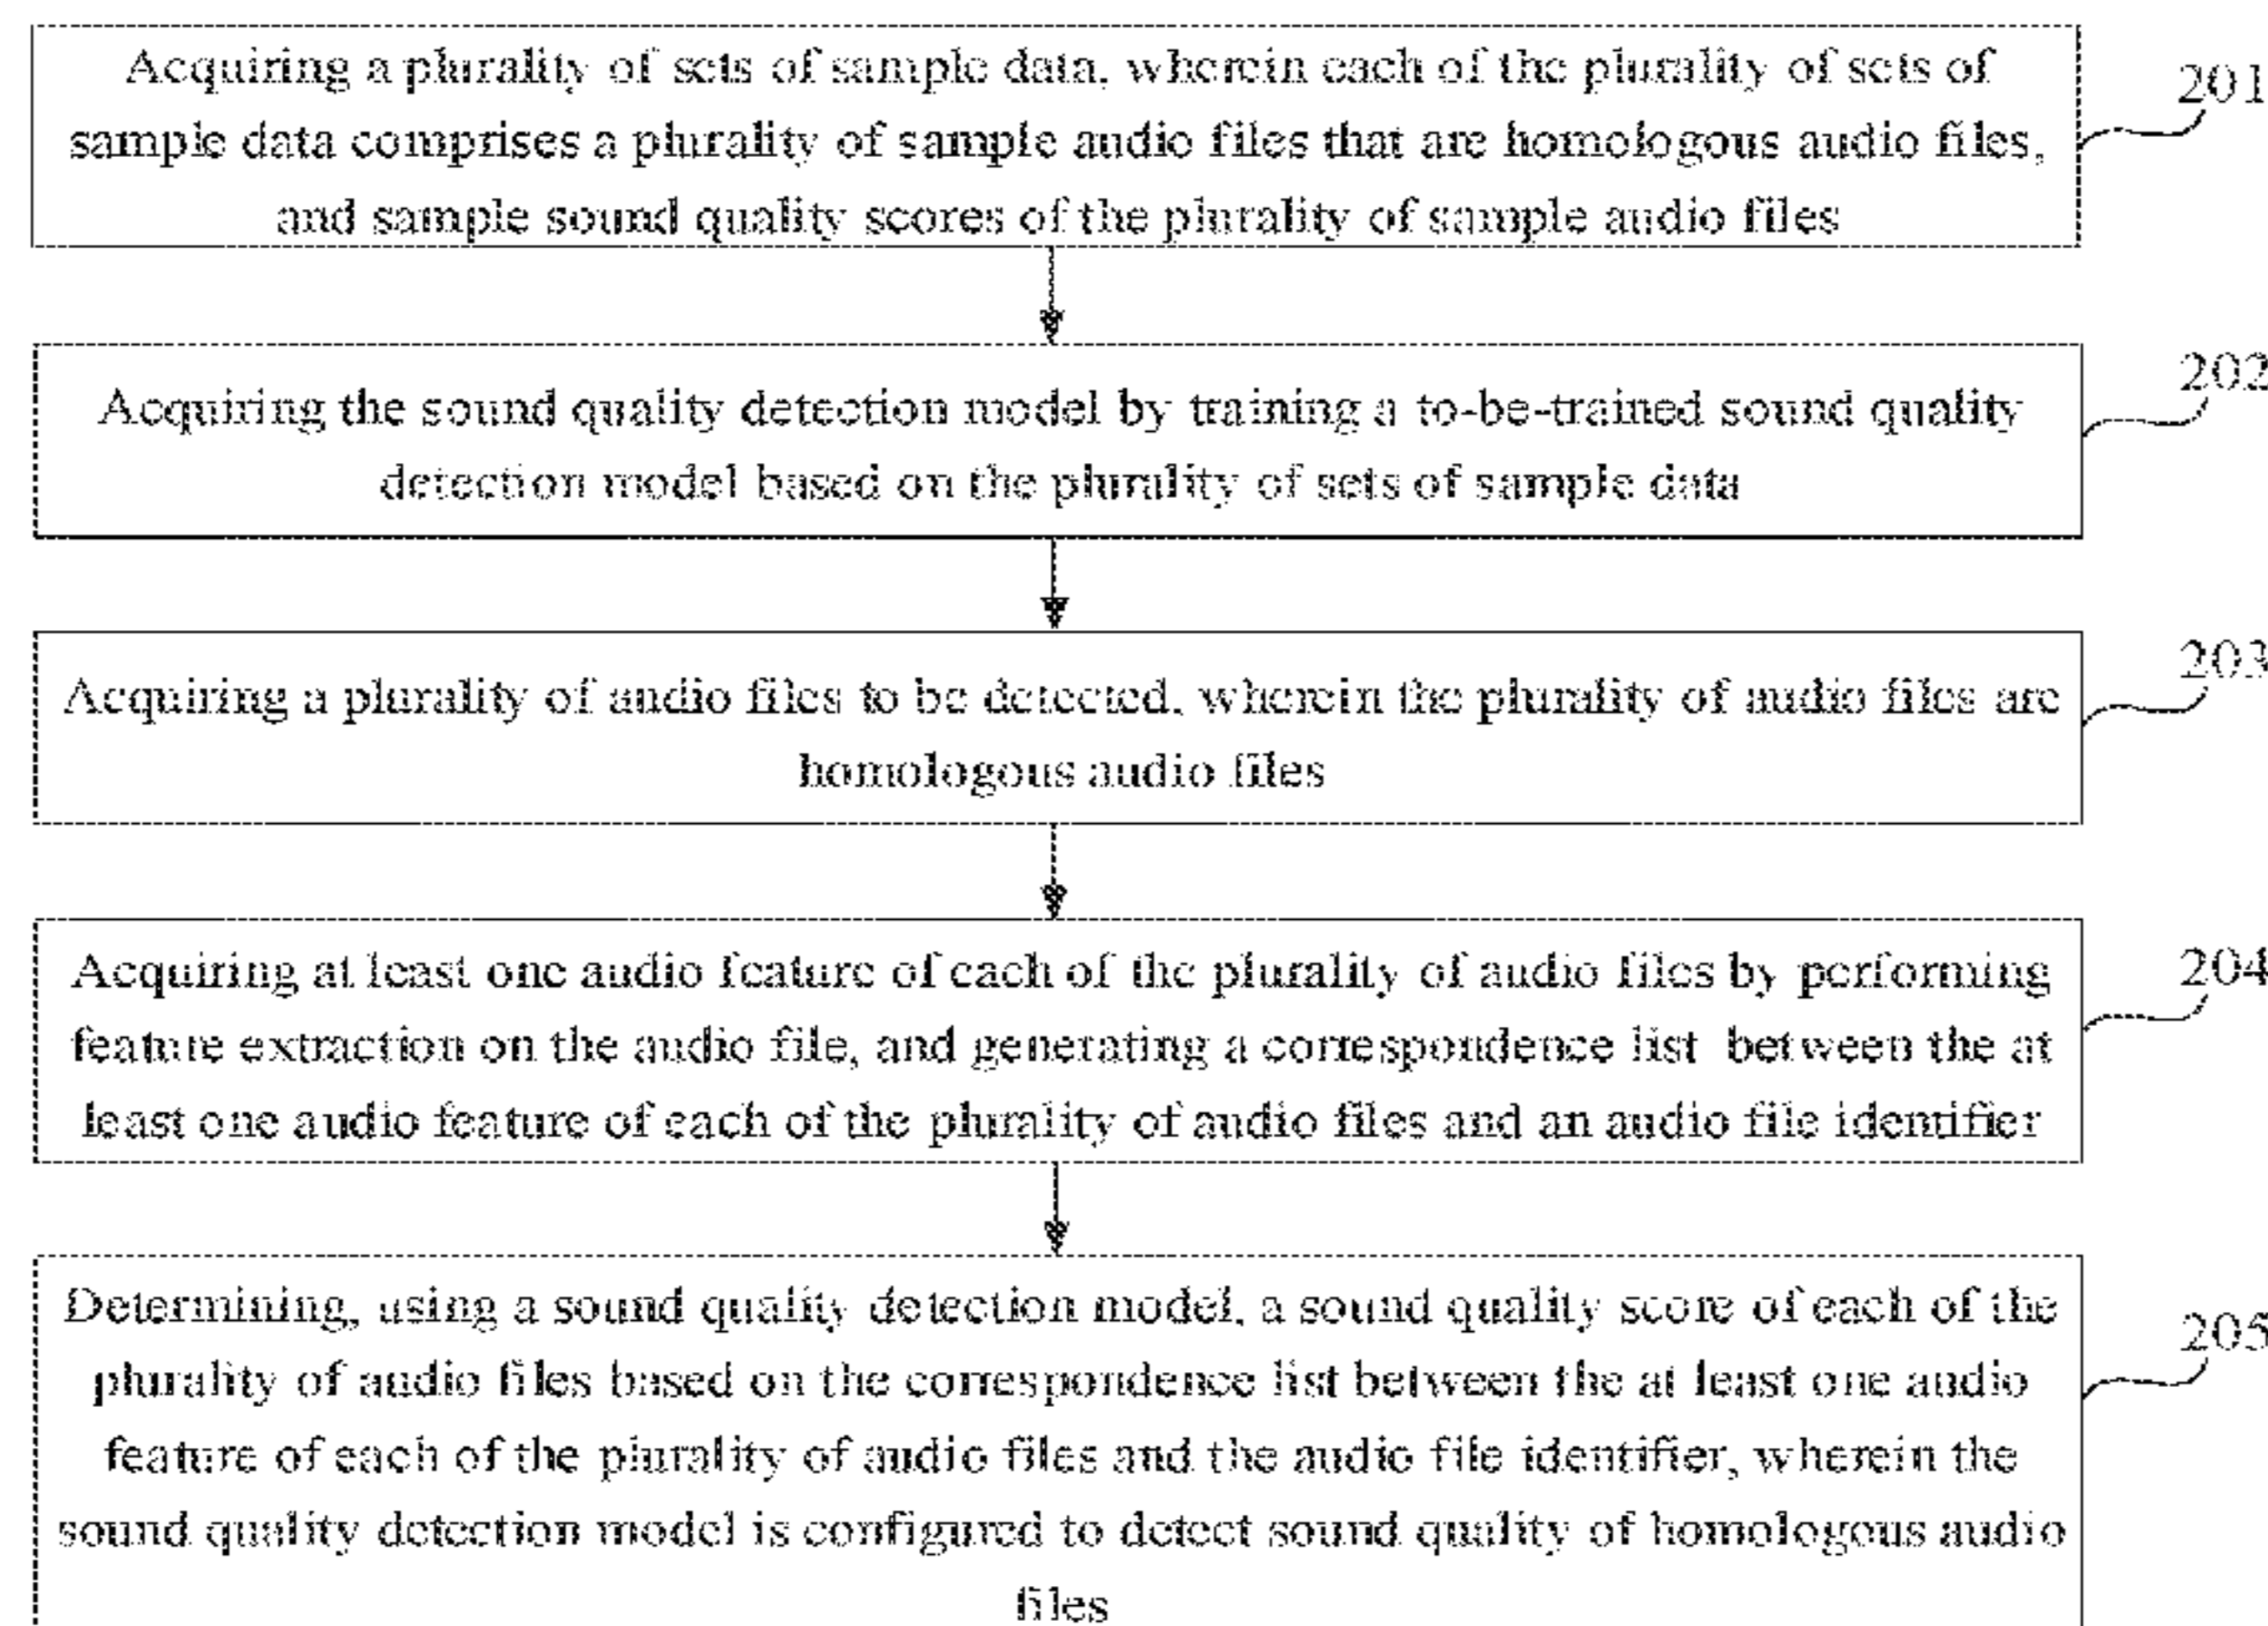 Acquiring a plurality of sets of sample data, wherein each of the plurality of sets of
sample data comprises a plurality of sample audio files that are homologous audio files,
and sample sound quality scores of the plurality of sample audio files
201
Acquiring the sound quality detection model by training a to-be-trained sound quality
detection model based on the plurality of sets of sample data
202
Acquiring a plurality of audio files to be detected, wherein the plurality of audio files are
homologous audio files
203
Acquiring at least one audio feature of each of the plurality of audio files by performing
feature extraction on the audio file, and generating a correspondence list between the at
least one audio feature of each of the plurality of audio files and an audio file identifier
204
Determining, using a sound quality detection model, a sound quality score of each of the
plurality of audio files based on the correspondence list between the at least one audio
feature of each of the plurality of audio files and the audio file identifier, wherein the
sound quality detection model is configured to detect sound quality of homologous audio
files
205